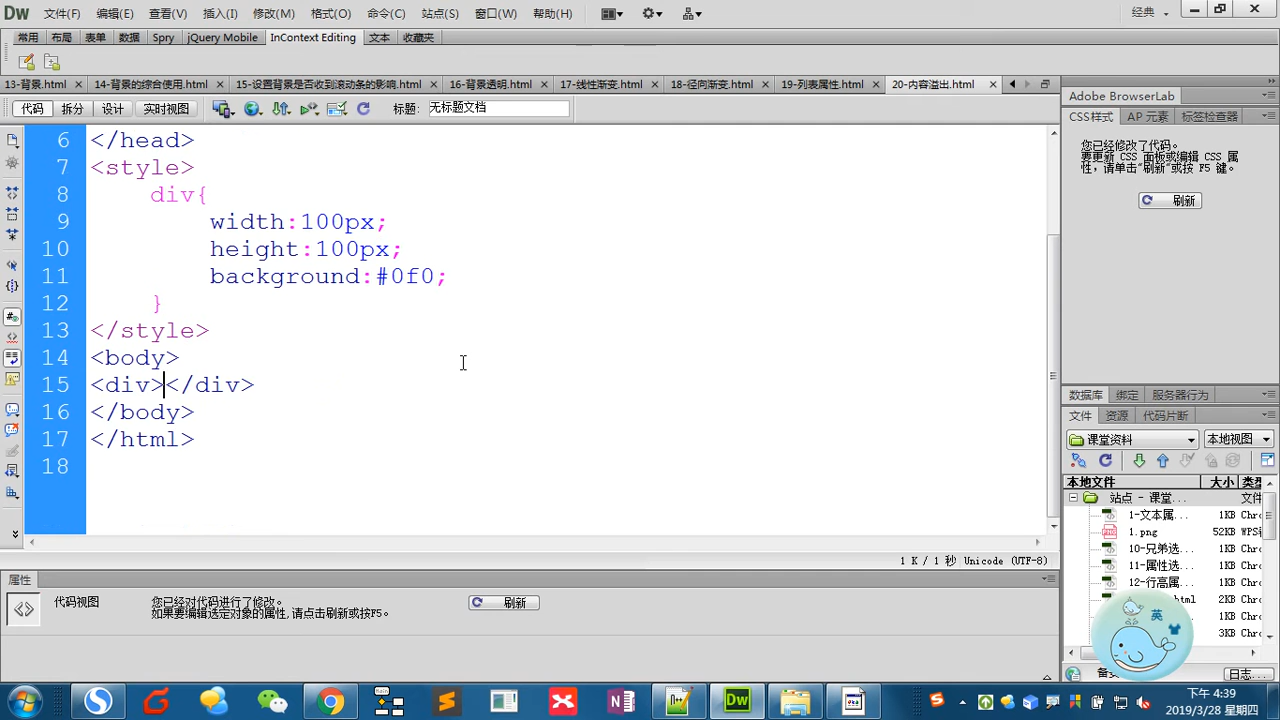 Dw 文件(F) 编辑(E) 查看(V) 插入(I) 修改(M) 格式(O) 命令(C) 站点(S) 窗口(W) 帮助(H) 经典
常用 布局 表单 数据 Spry jQuery Mobile InContext Editing 文本 收藏夹
13-背景.html 14-背景的综合使用.html 15-设置背景是否收到滚动条的影响.html 16-背景透明.html 17-线性渐变.html 18-径向渐变.html 19-列表属性.html 20-内容溢出.html
代码 拆分 设计 实时视图 标题: 无标题文档
6 </head>
7 <style>
8 div{
9 width:100px;
10 height:100px;
11 background:#0f0;
12 }
13 </style>
14 <body>
15 <div></div>
16 </body>
17 </html>
18
1 K / 1 秒 Unicode (UTF-8)
属性
代码视图
您已经对代码进行了修改。
如果要编辑选定对象的属性,请点击刷新或按F5。
刷新
Adobe BrowserLab
CSS样式 AP 元素 标签检查器
您已经修改了代码。
要更新 CSS 面板或编辑 CSS 属
性, 请单击“刷新”或按 F5 键。
刷新
数据库 绑定 服务器行为
文件 资源 代码片断
课堂资料 本地视图
本地文件 大小 类型
站点 - 课堂... 文件
1-文本属... 1KB Chro
1.png 52KB WPS
10-兄弟选... 1KB Chro
11-属性选... 1KB Chro
12-行高属... 1KB Chro
html 1KB Chro
3KB Chro
英
日志...
Dw
下午 4:39
2019/3/28 星期四